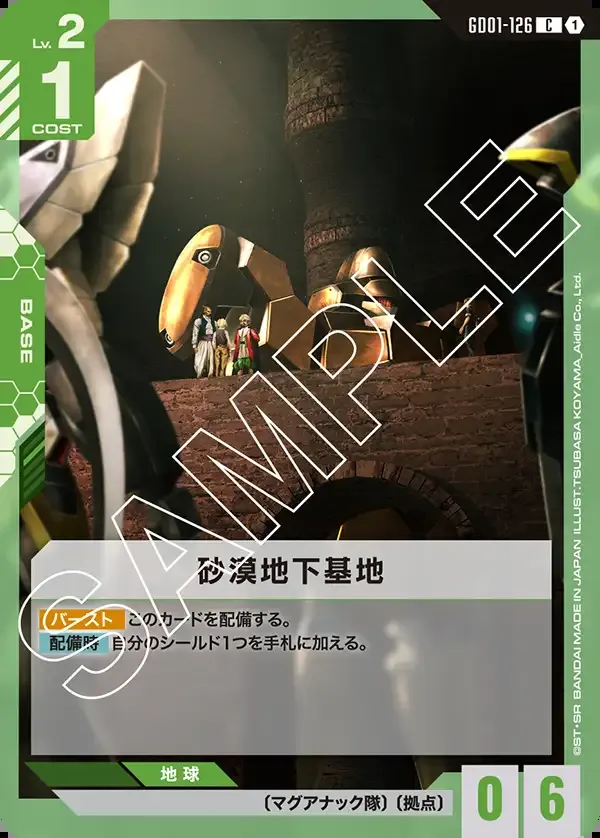 Lv. 2
1
COST
GD01-126 C 1
BASE
SAMPLE
砂漠地下基地
バースト このカードを配備する。
配備時 自分のシールド1つを手札に加える。
地球
〔マグアナック隊〕〔拠点〕
0 6
©ST・SR BANDAI MADE IN JAPAN ILLUST.TSUBASA KOYAMA_Aidle Co., Ltd.